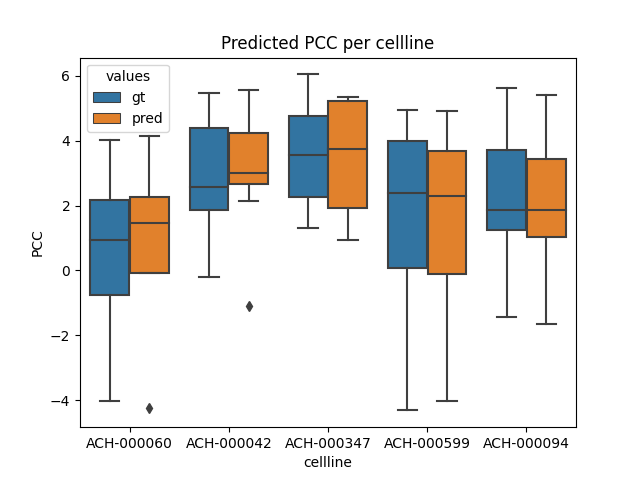 Predicted PCC per cellline
values
gt
pred
6
4
2
0
−2
−4
PCC
ACH-000060 ACH-000042 ACH-000347 ACH-000599 ACH-000094
cellline